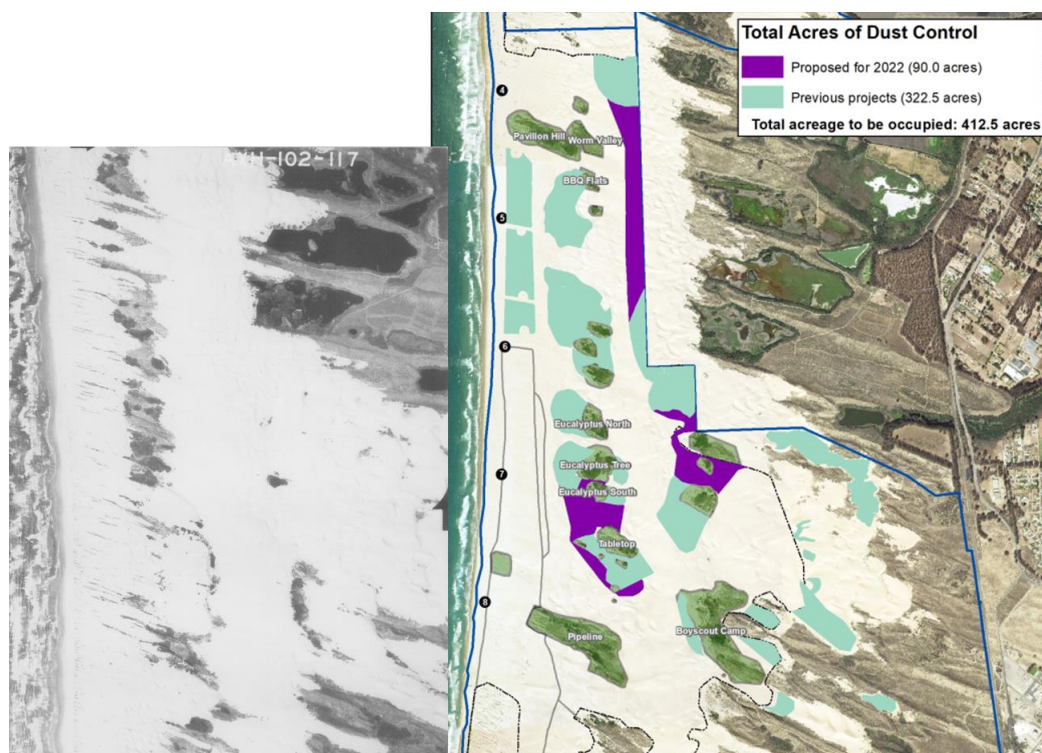 Total Acres of Dust Control
Proposed for 2022 (90.0 acres)
Previous projects (322.5 acres)
Total acreage to be occupied: 412.5 acres
4
Pavilion Hill
Worm Valley
-102-117
BBQ Flats
5
6
Eucalyptus North
Eucalyptus Tree
7
Eucalyptus South
Tabletop
8
Pipeline
Boyscout Camp